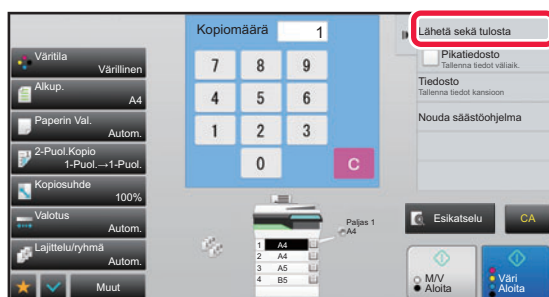 Väritila
Värillinen
Alkup.
A4
Paperin Val.
Autom.
2-Puol.Kopio
1-Puol.→1-Puol.
Kopiosuhde
100%
Valotus
Autom.
Lajittelu/ryhmä
Autom.
Muut
Kopiomäärä
1
7 8 9
4 5 6
1 2 3
0 C
Paljas 1
A4
1 A4
2 A4
3 A5
4 B5
Lähetä sekä tulosta
Pikatiedosto
Tallenna tiedot väliaik.
Tiedosto
Tallenna tiedot kansioon
Nouda säästöohjelma
Esikatselu
CA
M/V
Aloita
Väri
Aloita